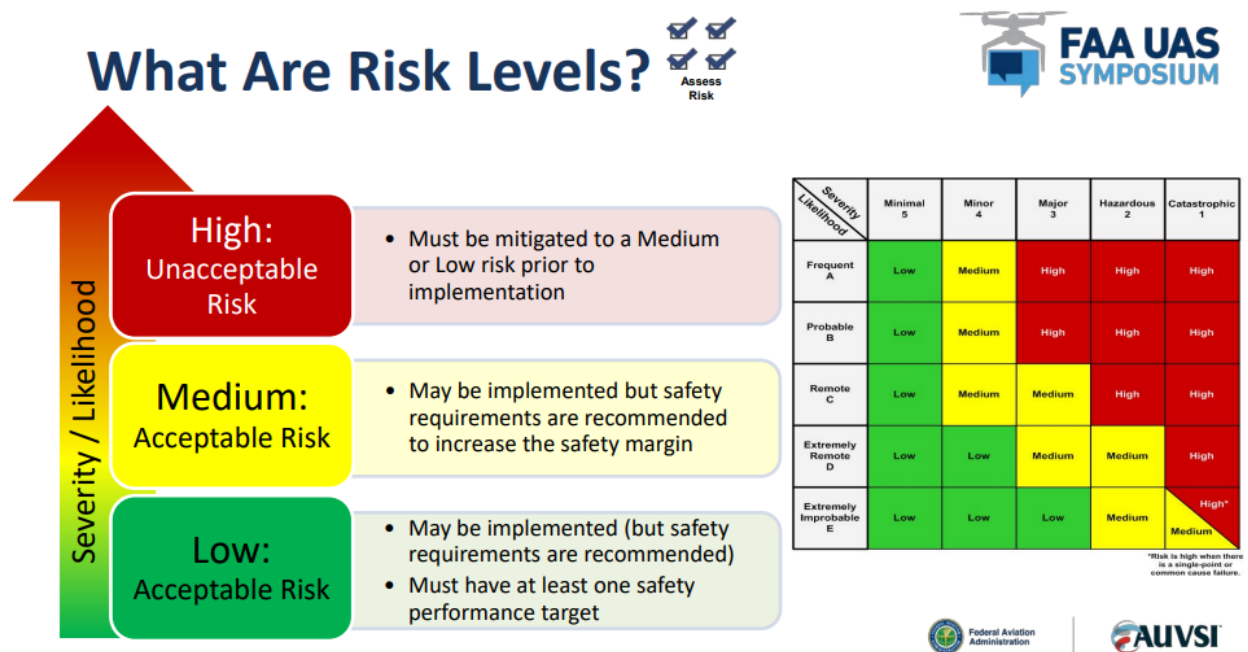 What Are Risk Levels?
Assess
Risk
FAA UAS
SYMPOSIUM
Severity / Likelihood
High:
Unacceptable
Risk
• Must be mitigated to a Medium
or Low risk prior to
implementation
Medium:
Acceptable Risk
• May be implemented but safety
requirements are recommended
to increase the safety margin
Low:
Acceptable Risk
• May be implemented (but safety
requirements are recommended)
• Must have at least one safety
performance target
Severity
Likelihood
Minimal
5
Minor
4
Major
3
Hazardous
2
Catastrophic
1
Frequent
A
Low
Medium
High
High
High
Probable
B
Low
Medium
High
High
High
Remote
C
Low
Medium
Medium
High
High
Extremely
Remote
D
Low
Low
Medium
Medium
High
Extremely
Improbable
E
Low
Low
Low
Medium
High*
Medium
*Risk is high when there
is a single-point or
common cause failure.
Federal Aviation
Administration
AUVSI